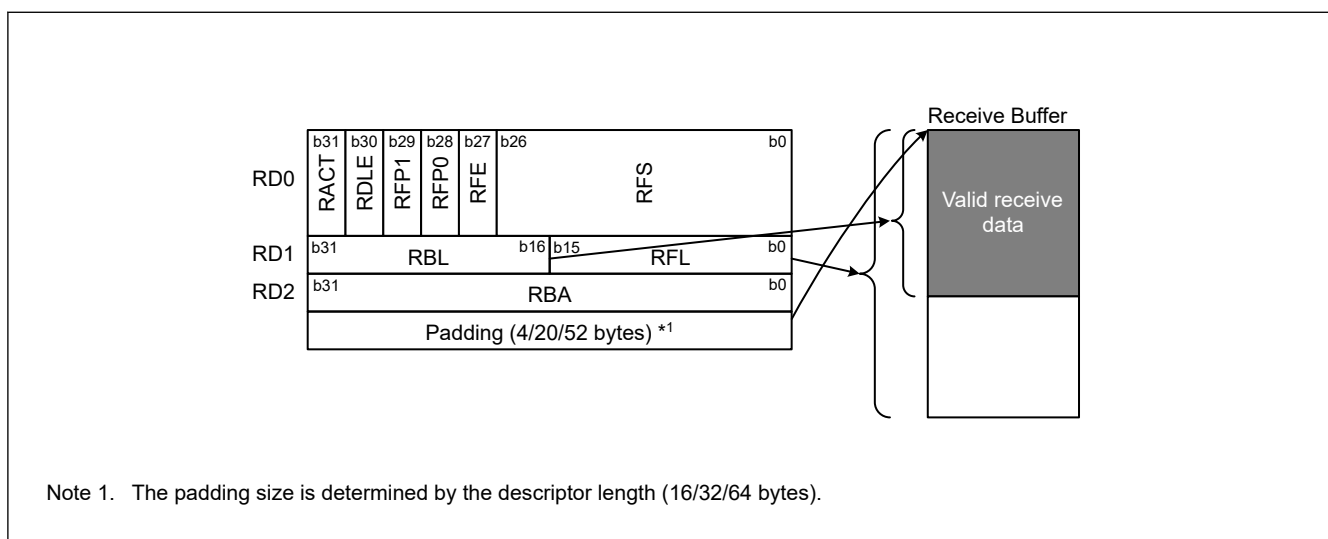 Receive Buffer
b31 b30 b29 b28 b27 b26 b0
RD0 RACT RDLE RFP1 RFP0 RFE RFS
Valid receive
data
RD1 b31 RBL b16 b15 RFL b0
RD2 b31 RBA b0
Padding (4/20/52 bytes) *1
Note 1. The padding size is determined by the descriptor length (16/32/64 bytes).